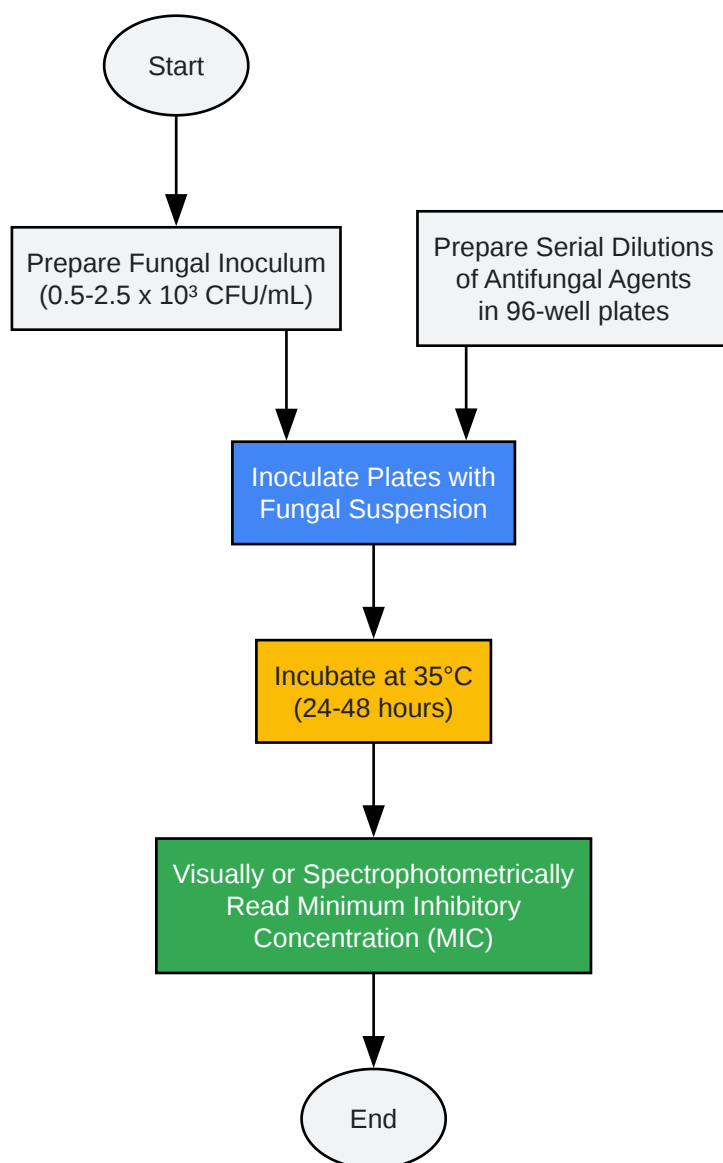 Start
Prepare Fungal Inoculum
(0.5-2.5 x 10³ CFU/mL)
Prepare Serial Dilutions
of Antifungal Agents
in 96-well plates
Inoculate Plates with
Fungal Suspension
Incubate at 35°C
(24-48 hours)
Visually or Spectrophotometrically
Read Minimum Inhibitory
Concentration (MIC)
End